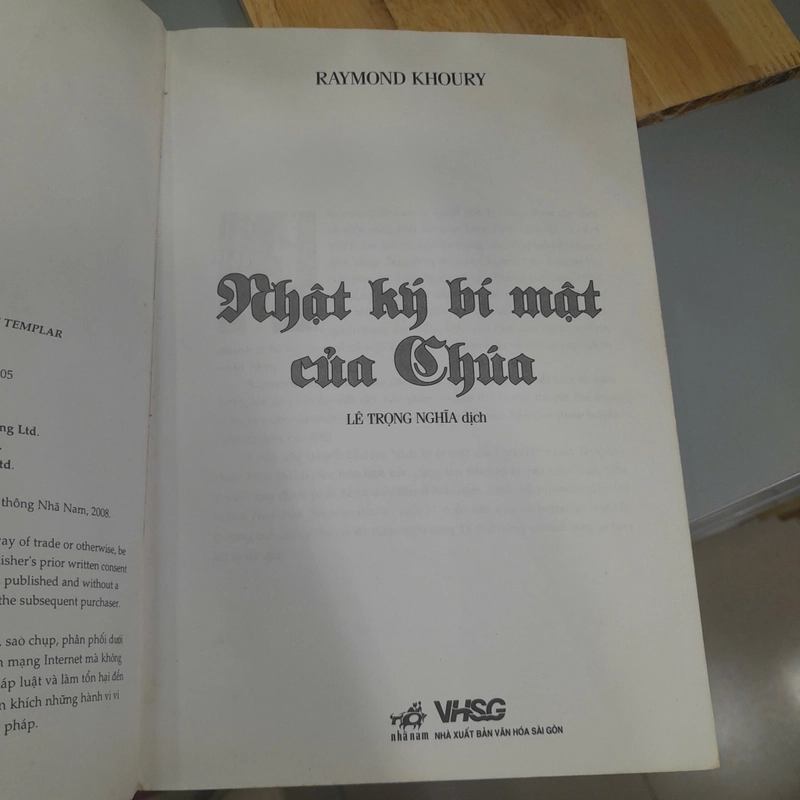 TEMPLAR
05
ng Ltd.
td.
thông Nhã Nam, 2008.
way of trade or otherwise, be
lisher's prior written consent
published and without a
the subsequent purchaser.
, sao chụp, phân phối dưới
mạng Internet mà không
áp luật và làm tổn hại đến
n khích những hành vi vi
pháp.
RAYMOND KHOURY
Nhật ký bí mật
của Chúa
LÊ TRỌNG NGHĨA dịch
nhã nam
VHSG
NHÀ XUẤT BẢN VĂN HÓA SÀI GÒN